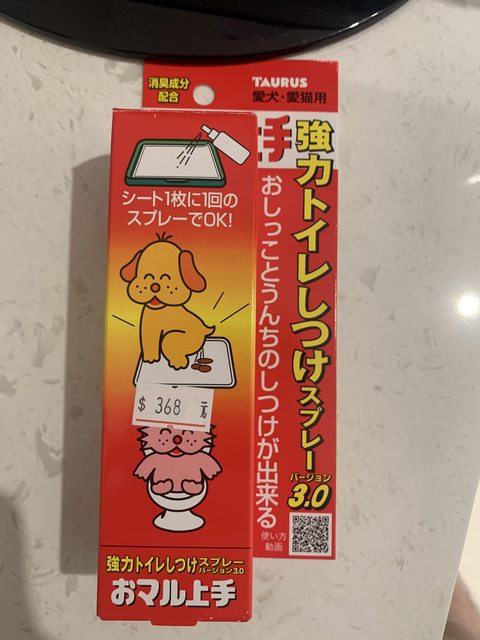 消臭成分
配合
TAURUS
愛犬・愛猫用
上手
強力トイレしつけスプレー
バージョン
3.0
おしっことうんちのしつけが出来る
使い方
動画
シート1枚に1回の
スプレーでOK!
$ 368 元
強力トイレしつけスプレー
バージョン3.0
おマル上手